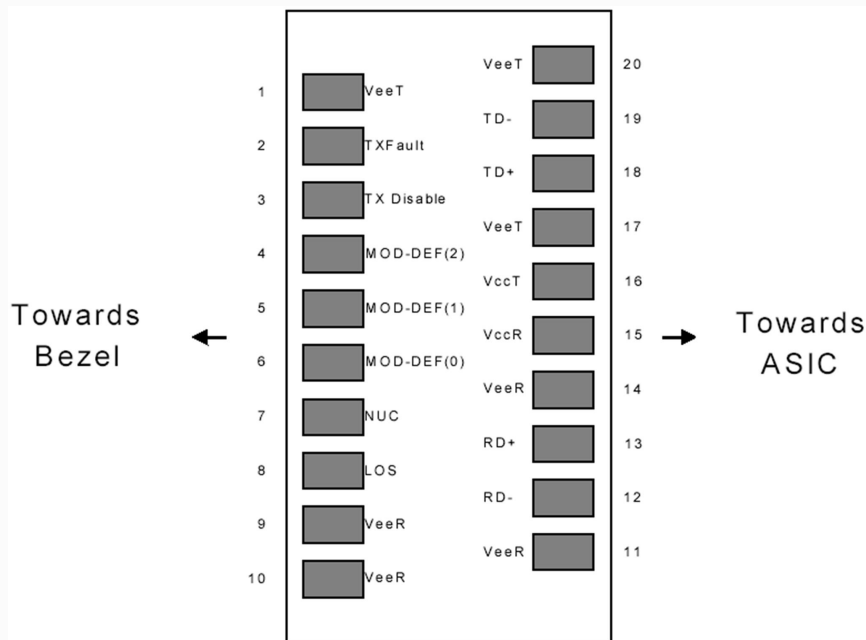 VeeT 20
1 VeeT
TD- 19
2 TXFault
TD+ 18
3 TX Disable
VeeT 17
4 MOD-DEF(2)
VccT 16
5 MOD-DEF(1)
Towards
Bezel
VccR 15
Towards
ASIC
6 MOD-DEF(0)
VeeR 14
7 NUC
RD+ 13
8 LOS
RD- 12
9 VeeR
VeeR 11
10 VeeR